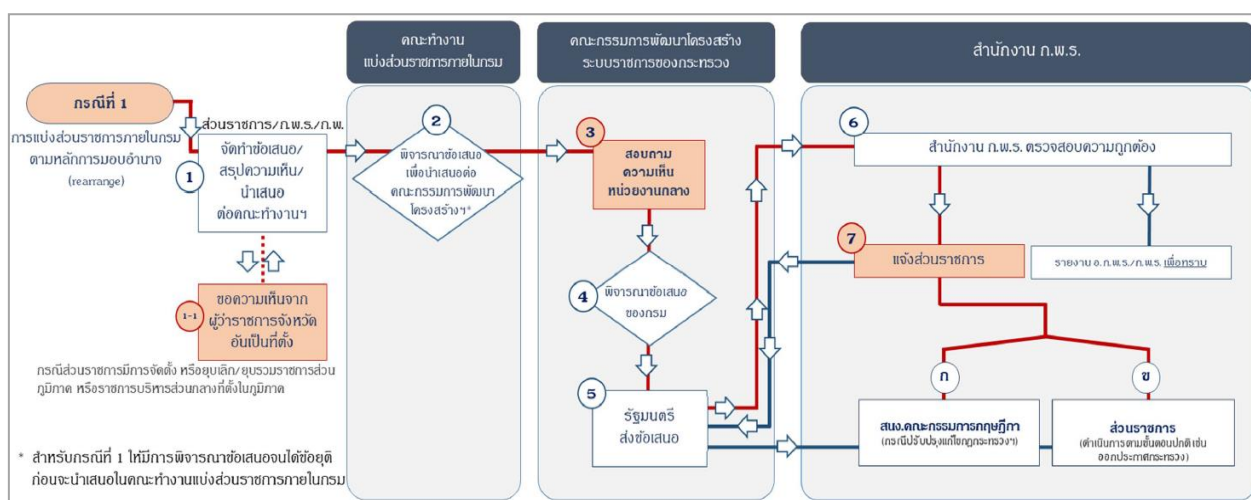 คณะทำงาน
แบ่งส่วนราชการภายในกรม
คณะกรรมการพัฒนาโครงสร้าง
ระบบราชการของกระทรวง
สำนักงาน ก.พ.ร.
กรณีที่ 1
การแบ่งส่วนราชการภายในกรม
ตามหลักการมอบอำนาจ
(rearrange)
ส่วนราชการ/ก.พ.ร./ก.พ.
1
จัดทำข้อเสนอ/
สรุปความเห็น/
นำเสนอ
ต่อคณะทำงานฯ
1-1
ขอความเห็นจาก
ผู้ว่าราชการจังหวัด
อันเป็นที่ตั้ง
กรณีส่วนราชการมีการจัดตั้ง หรือยุบเลิก/ยุบรวมราชการส่วน
ภูมิภาค หรือราชการบริหารส่วนกลางที่ตั้งในภูมิภาค
2
พิจารณาข้อเสนอ
เพื่อนำเสนอต่อ
คณะกรรมการพัฒนา
โครงสร้างฯ*
3
สอบถาม
ความเห็น
หน่วยงานกลาง
4
พิจารณาข้อเสนอ
ของกรม
5
รัฐมนตรี
ส่งข้อเสนอ
6
สำนักงาน ก.พ.ร. ตรวจสอบความถูกต้อง
7
แจ้งส่วนราชการ
รายงาน อ.ก.พ.ร./ก.พ.ร. เพื่อทราบ
ก
สนง.คณะกรรมการกฤษฎีกา
(กรณีปรับปรุงแก้ไขกฎกระทรวงฯ)
ข
ส่วนราชการ
(ดำเนินการตามขั้นตอนปกติ เช่น
ออกประกาศกระทรวง)
* สำหรับกรณีที่ 1 ให้มีการพิจารณาข้อเสนอจนได้ข้อยุติ
ก่อนจะนำเสนอในคณะทำงานแบ่งส่วนราชการภายในกรม